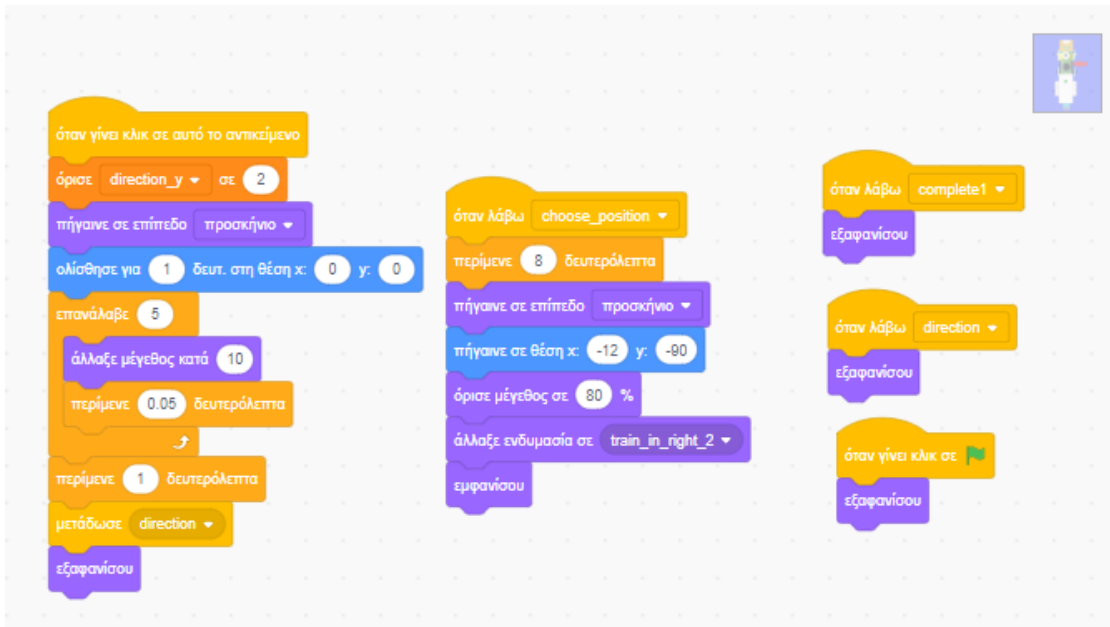 όταν γίνει κλικ σε αυτό το αντικείμενο
όρισε direction_y σε 2
πήγαινε σε επίπεδο προσκήνιο
ολίσθησε για 1 δευτ. στη θέση x: 0 y: 0
επανάλαβε 5
άλλαξε μέγεθος κατά 10
περίμενε 0.05 δευτερόλεπτα
περίμενε 1 δευτερόλεπτα
μετάδωσε direction
εξαφανίσου
όταν λάβω choose_position
περίμενε 8 δευτερόλεπτα
πήγαινε σε επίπεδο προσκήνιο
πήγαινε σε θέση x: -12 y: -90
όρισε μέγεθος σε 80 %
άλλαξε ενδυμασία σε train_in_right_2
εμφανίσου
όταν λάβω complete1
εξαφανίσου
όταν λάβω direction
εξαφανίσου
όταν γίνει κλικ σε
εξαφανίσου